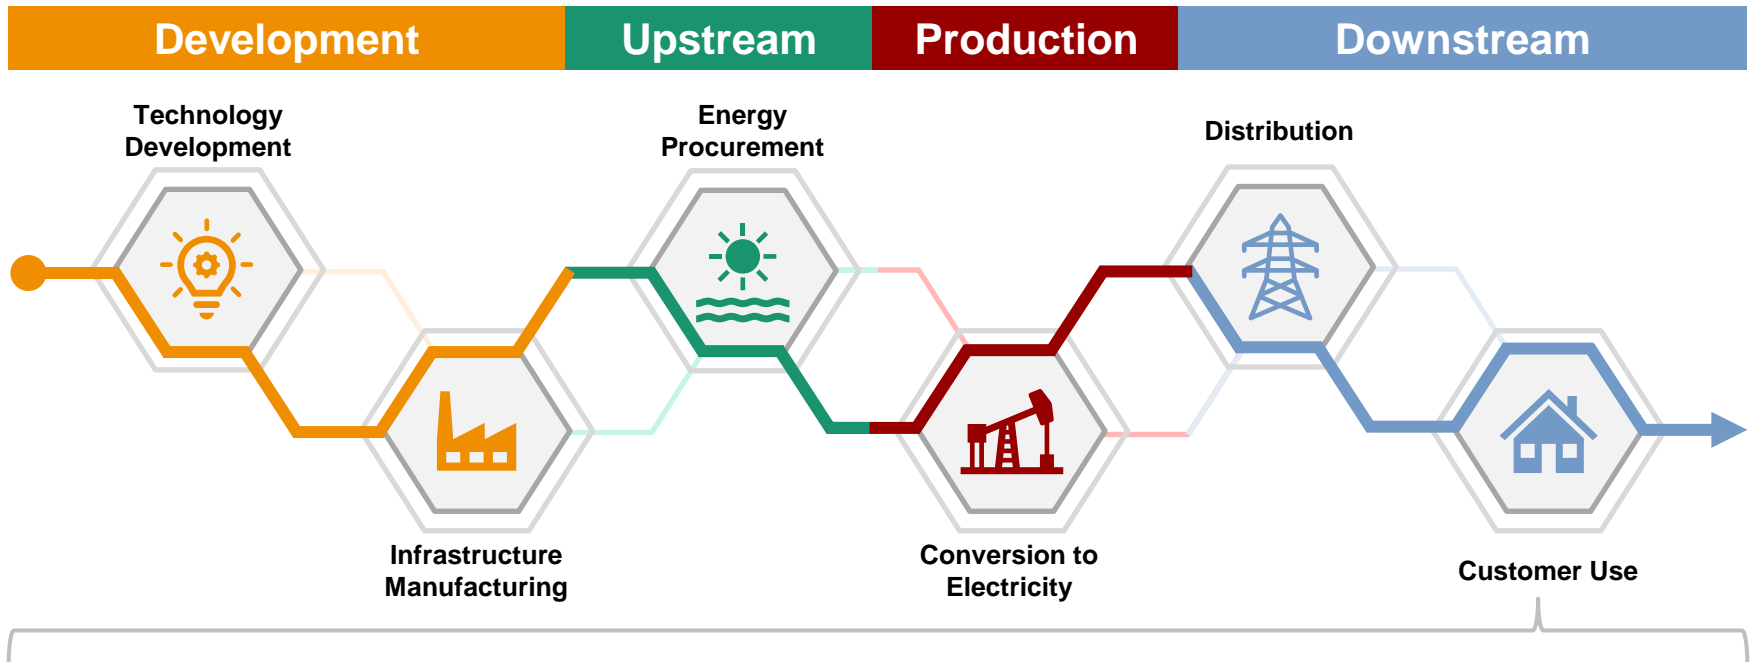 Development
Upstream
Production
Downstream
Technology
Development
Energy
Procurement
Distribution
Infrastructure
Manufacturing
Conversion to
Electricity
Customer Use